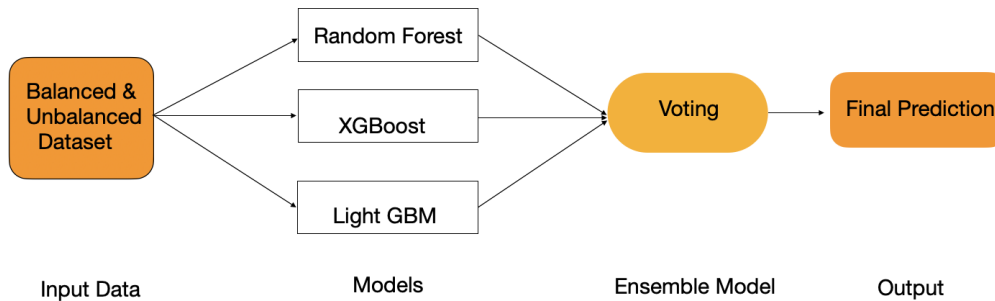 Balanced &
Unbalanced
Dataset
Random Forest
XGBoost
Light GBM
Voting
Final Prediction
Input Data
Models
Ensemble Model
Output